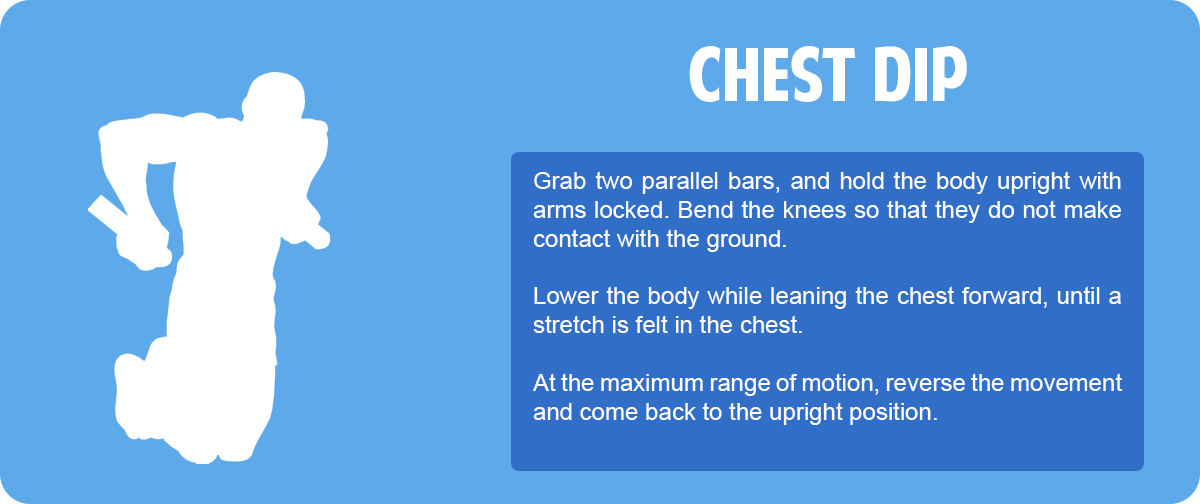 CHEST DIP
Grab two parallel bars, and hold the body upright with
arms locked. Bend the knees so that they do not make
contact with the ground.
Lower the body while leaning the chest forward, until a
stretch is felt in the chest.
At the maximum range of motion, reverse the movement
and come back to the upright position.